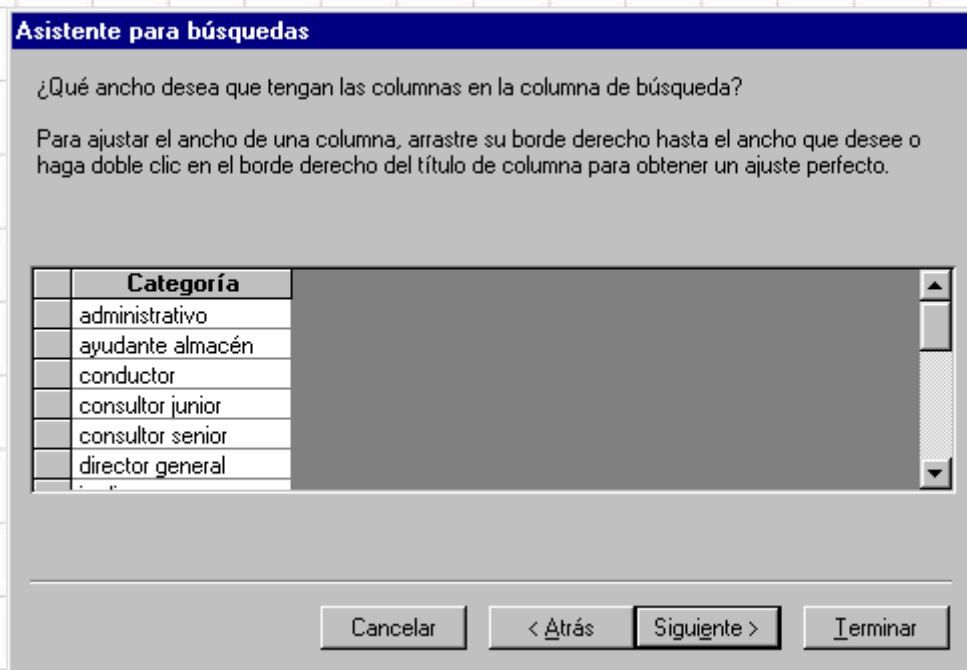 Asistente para búsquedas
¿Qué ancho desea que tengan las columnas en la columna de búsqueda?
Para ajustar el ancho de una columna, arrastre su borde derecho hasta el ancho que desee o
haga doble clic en el borde derecho del título de columna para obtener un ajuste perfecto.
Categoría
administrativo
ayudante almacén
conductor
consultor junior
consultor senior
director general
Cancelar
< Atrás
Siguiente >
Terminar